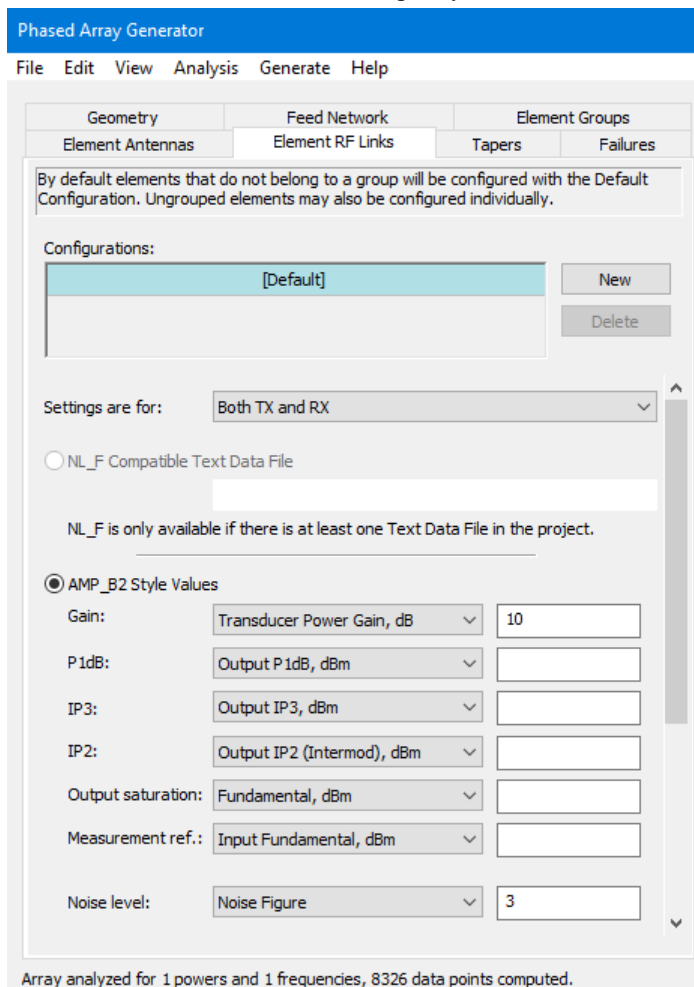 Phased Array Generator
File Edit View Analysis Generate Help
Geometry Feed Network Element Groups
Element Antennas Element RF Links Tapers Failures
By default elements that do not belong to a group will be configured with the Default
Configuration. Ungrouped elements may also be configured individually.
Configurations:
[Default] New
Delete
Settings are for: Both TX and RX
NL_F Compatible Text Data File
NL_F is only available if there is at least one Text Data File in the project.
AMP_B2 Style Values
Gain: Transducer Power Gain, dB 10
P1dB: Output P1dB, dBm
IP3: Output IP3, dBm
IP2: Output IP2 (Intermod), dBm
Output saturation: Fundamental, dBm
Measurement ref.: Input Fundamental, dBm
Noise level: Noise Figure 3
Array analyzed for 1 powers and 1 frequencies, 8326 data points computed.